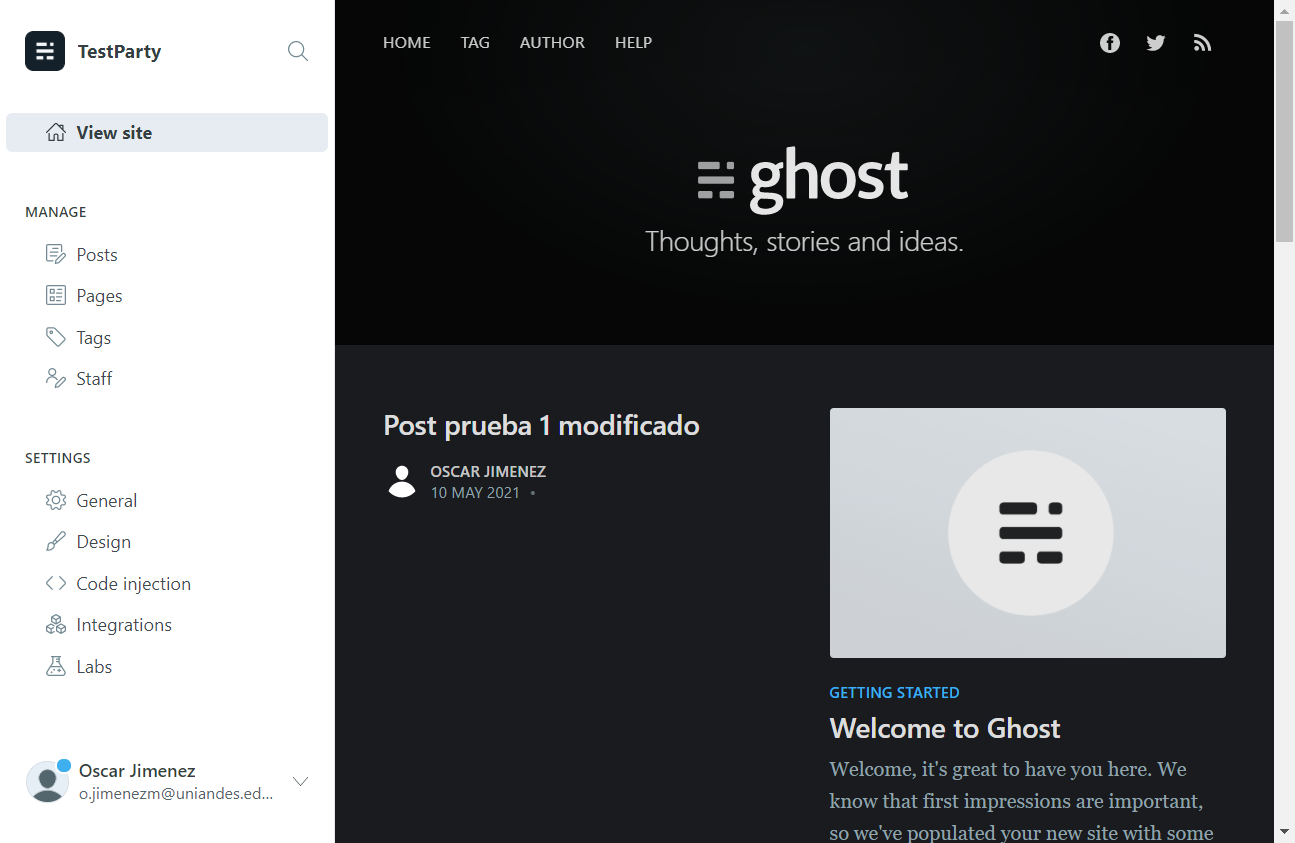 TestParty
View site
MANAGE
Posts
Pages
Tags
Staff
SETTINGS
General
Design
Code injection
Integrations
Labs
Oscar Jimenez
o.jimenezm@uniandes.ed...
HOME TAG AUTHOR HELP
ghost
Thoughts, stories and ideas.
Post prueba 1 modificado
OSCAR JIMENEZ
10 MAY 2021 •
GETTING STARTED
Welcome to Ghost
Welcome, it's great to have you here. We
know that first impressions are important,
so we've populated your new site with some